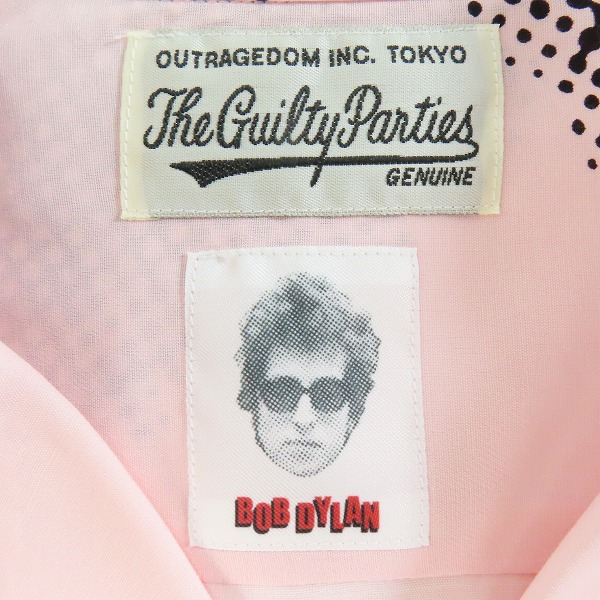 OUTRAGEDOM INC. TOKYO
The Guilty Parties
GENUINE
BOB DYLAN